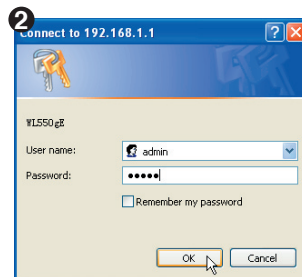 2
Connect to 192.168.1.1
WL550gE
User name:
admin
Password:
•••••
Remember my password
OK
Cancel